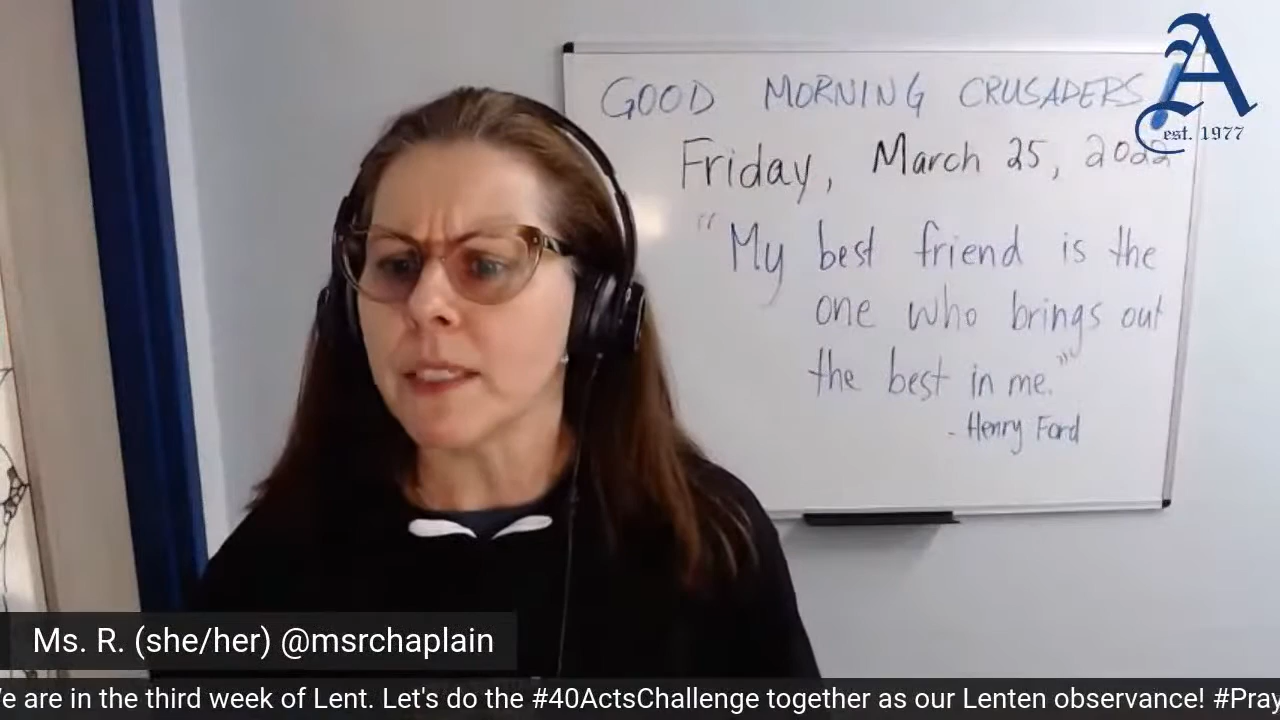 GOOD MORNING CRUSADERS!
A
est. 1977
Friday, March 25, 2022
"My best friend is the
one who brings out
the best in me."
- Henry Ford
Ms. R. (she/her) @msrchaplain
e are in the third week of Lent. Let's do the #40ActsChallenge together as our Lenten observance! #Pray